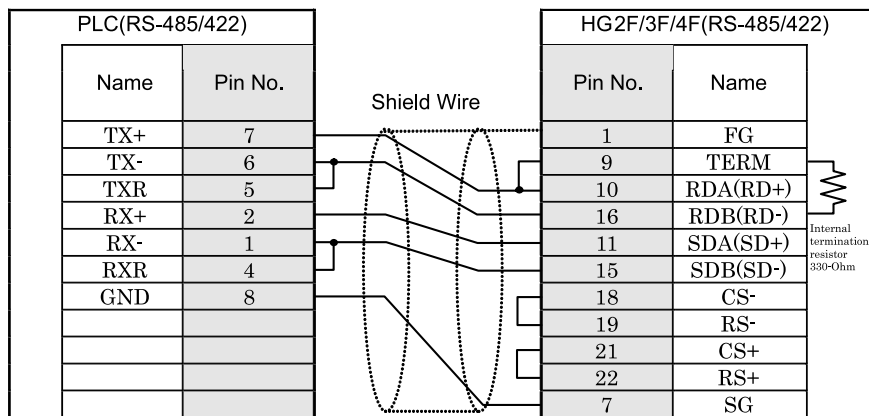 PLC(RS-485/422) HG2F/3F/4F(RS-485/422)
Name Pin No. Shield Wire Pin No. Name
TX+ 7 1 FG
TX- 6 9 TERM
TXR 5 10 RDA(RD+)
RX+ 2 16 RDB(RD-)
RX- 1 11 SDA(SD+)
RXR 4 15 SDB(SD-)
GND 8 18 CS-
19 RS-
21 CS+
22 RS+
7 SG
Internal
termination
resistor
330-Ohm